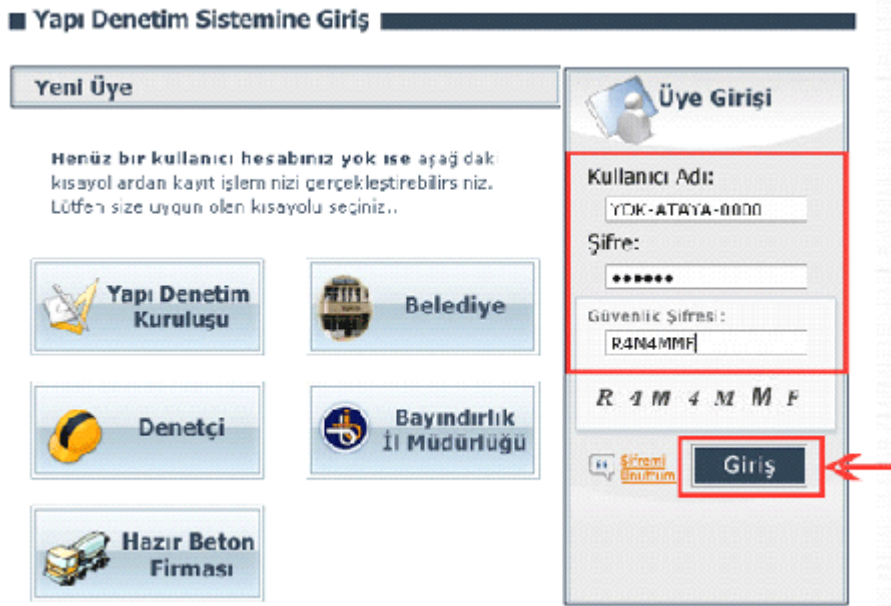 Yapı Denetim Sistemine Giriş
Yeni Üye
Henüz bir kullanıcı hesabınız yok ise aşağıdaki
kısayollardan kayıt işleminizi gerçekleştirebilirsiniz.
Lütfen size uygun olan kısayolu seçiniz..
Yapı Denetim
Kuruluşu
Belediye
Denetçi
Bayındırlık
İl Müdürlüğü
Hazır Beton
Firması
Üye Girişi
Kullanıcı Adı:
YDK-ATAYA-0000
Şifre:
••••••
Güvenlik Şifresi:
R4N4MMF
R 4 M 4 M M F
Şifremi
Unuttum
Giriş